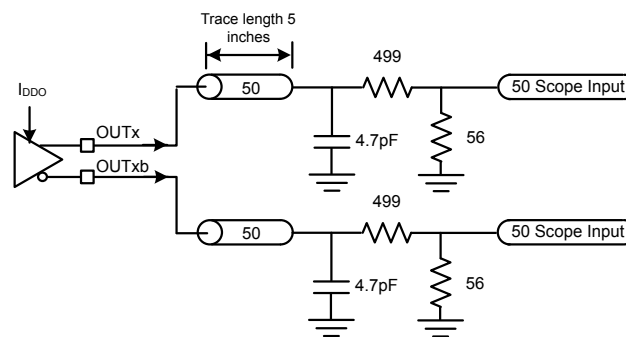 Trace length 5
inches
499
IDDO
50
50 Scope Input
OUTx
4.7pF
56
OUTxb
499
50
50 Scope Input
4.7pF
56